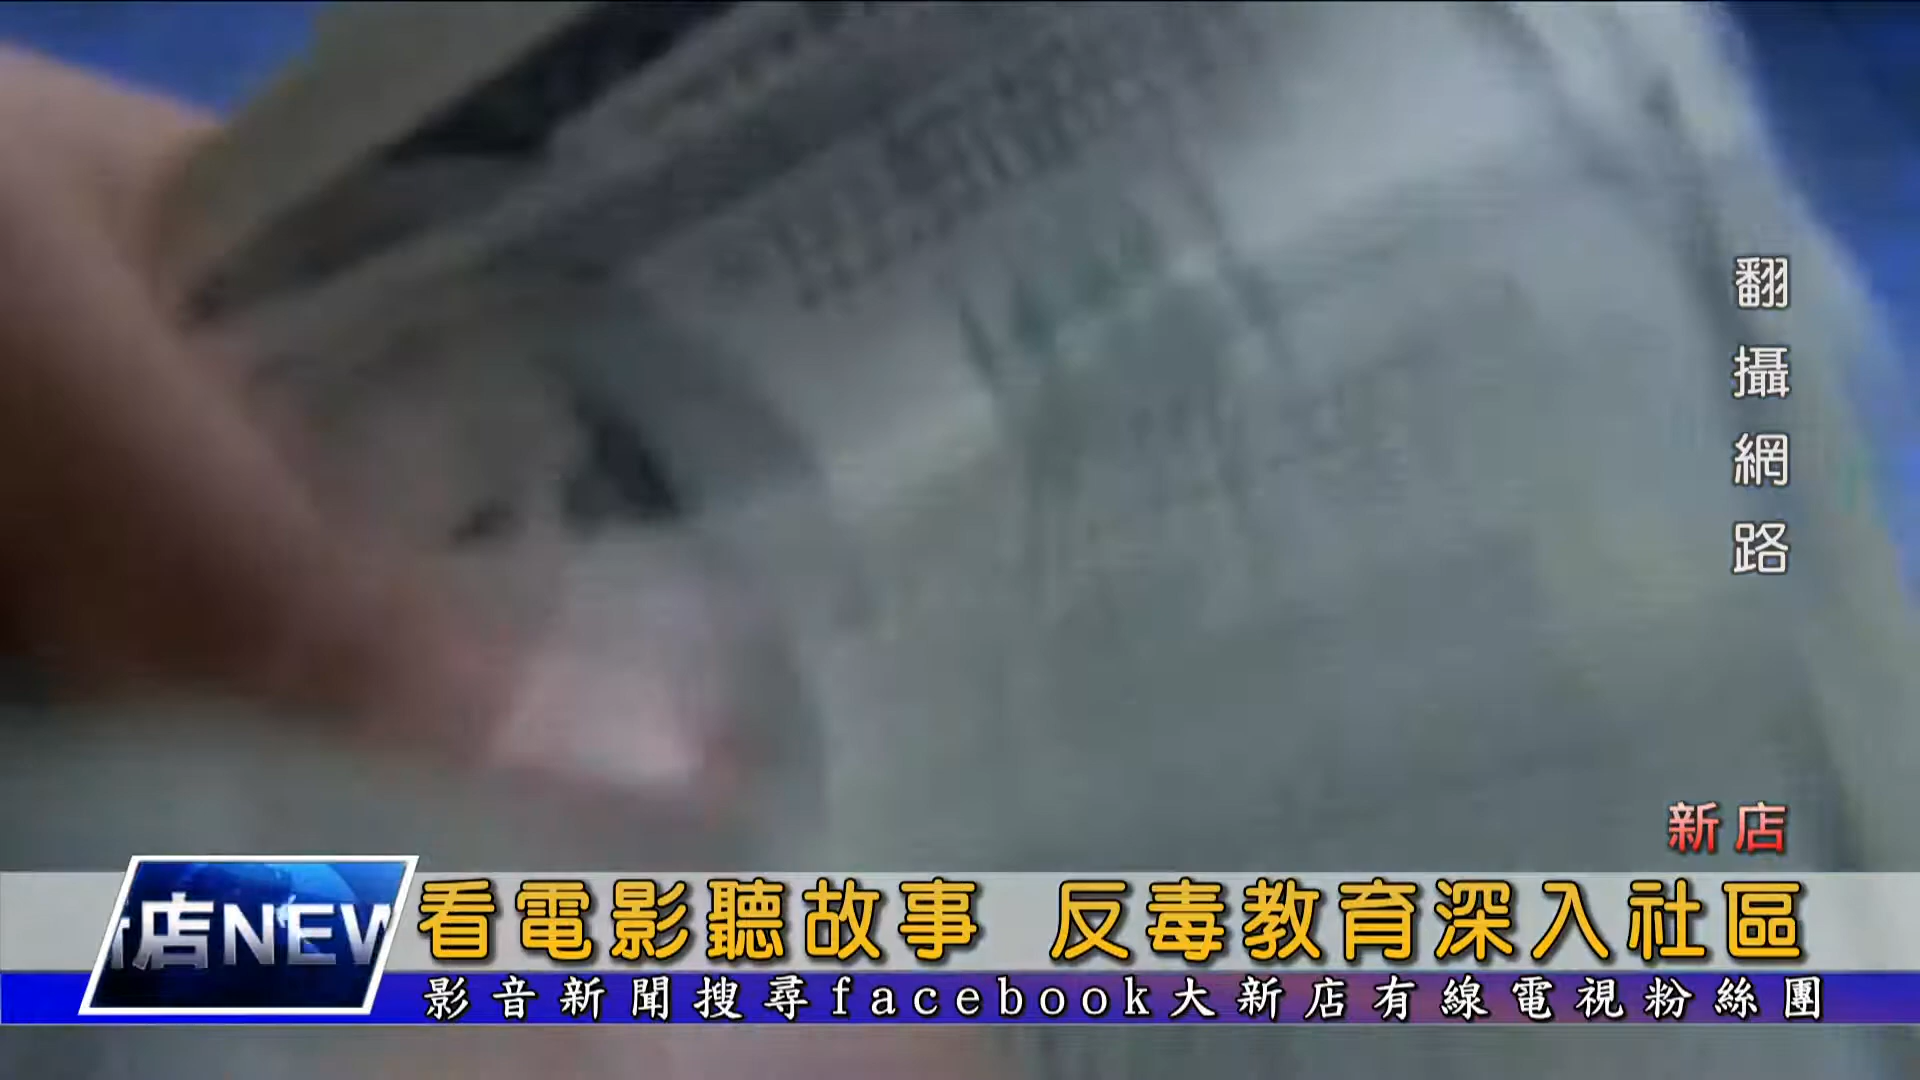 翻攝網路
新店
店NEW
看電影聽故事 反毒教育深入社區
影音新聞搜尋facebook大新店有線電視粉絲團